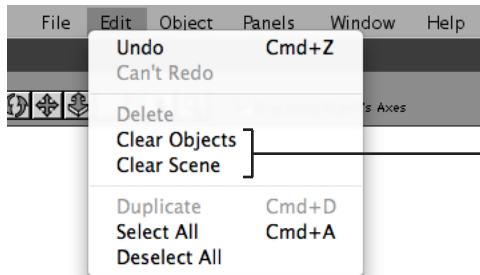 File Edit Object Panels Window Help
Undo Cmd+Z
Can't Redo
's Axes
Delete
Clear Objects
Clear Scene
Duplicate Cmd+D
Select All Cmd+A
Deselect All